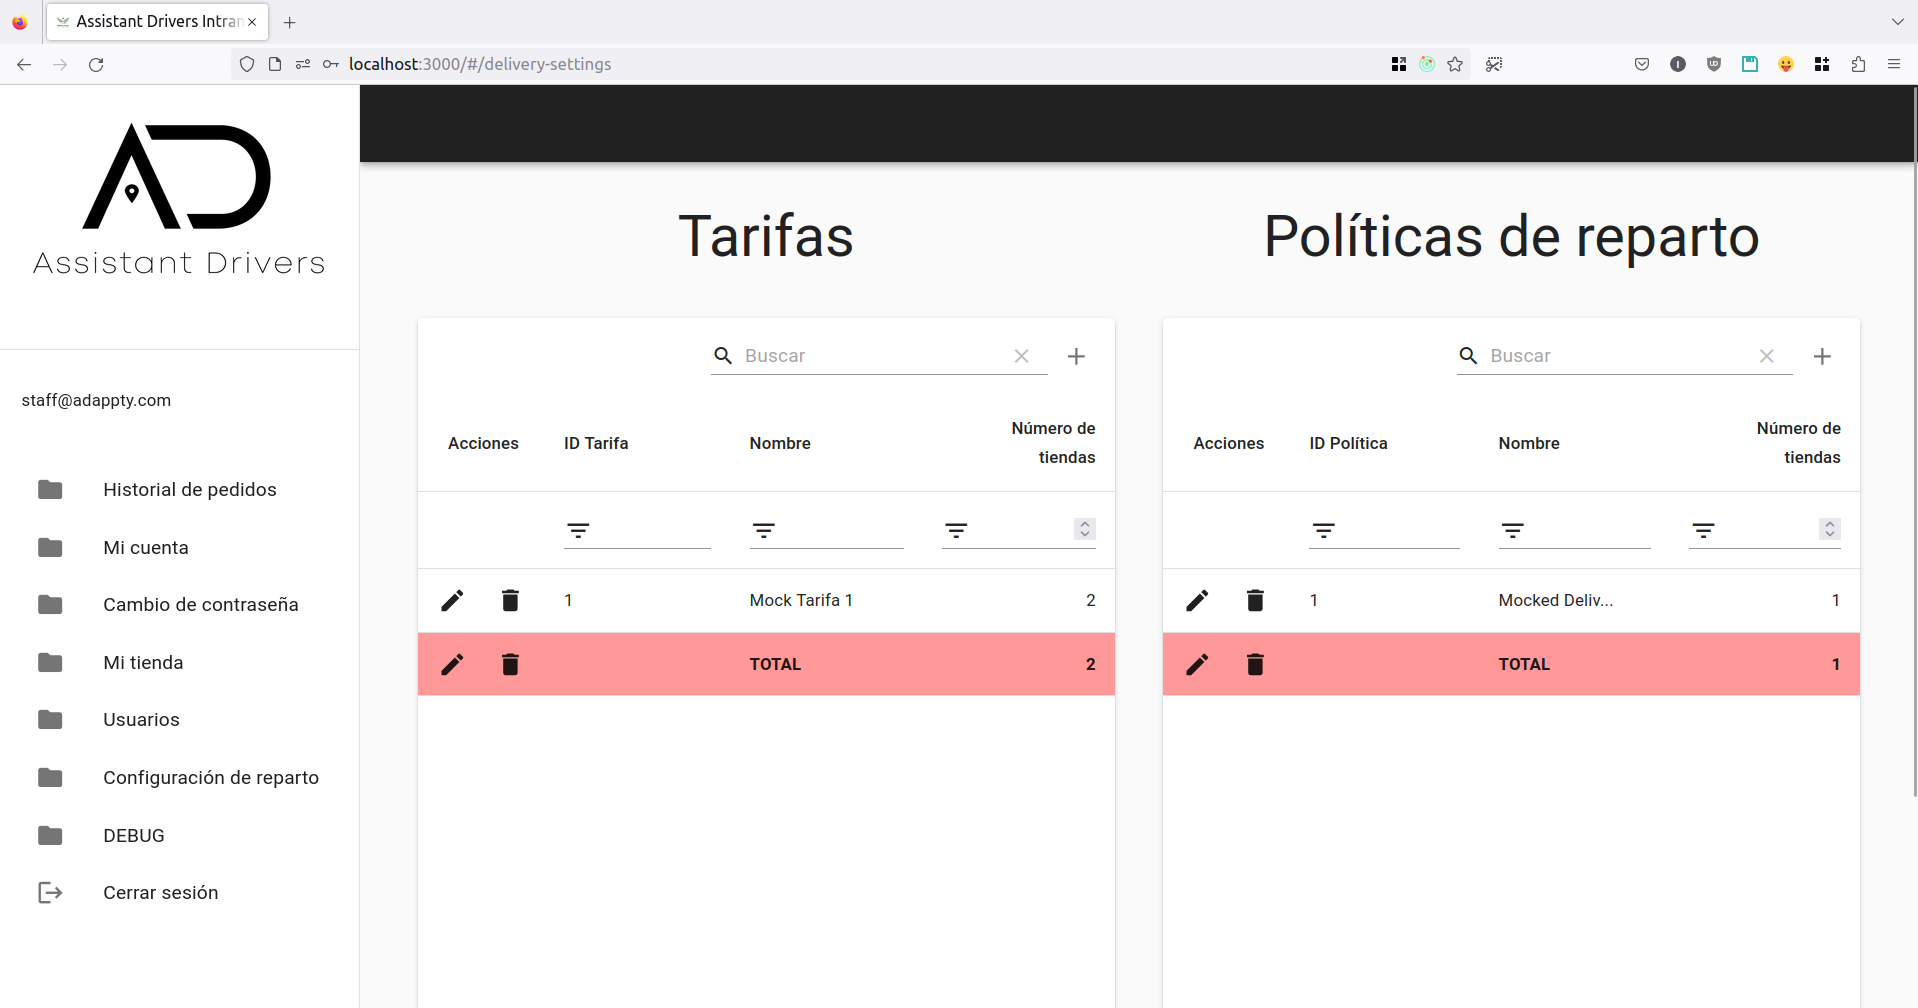 Assistant Drivers Intran
localhost:3000/#/delivery-settings
AD
Assistant Drivers
staff@adappty.com
Historial de pedidos
Mi cuenta
Cambio de contraseña
Mi tienda
Usuarios
Configuración de reparto
DEBUG
Cerrar sesión
Tarifas
Buscar
Acciones ID Tarifa Nombre Número de tiendas
1 Mock Tarifa 1 2
TOTAL 2
Políticas de reparto
Buscar
Acciones ID Política Nombre Número de tiendas
1 Mocked Deliv... 1
TOTAL 1